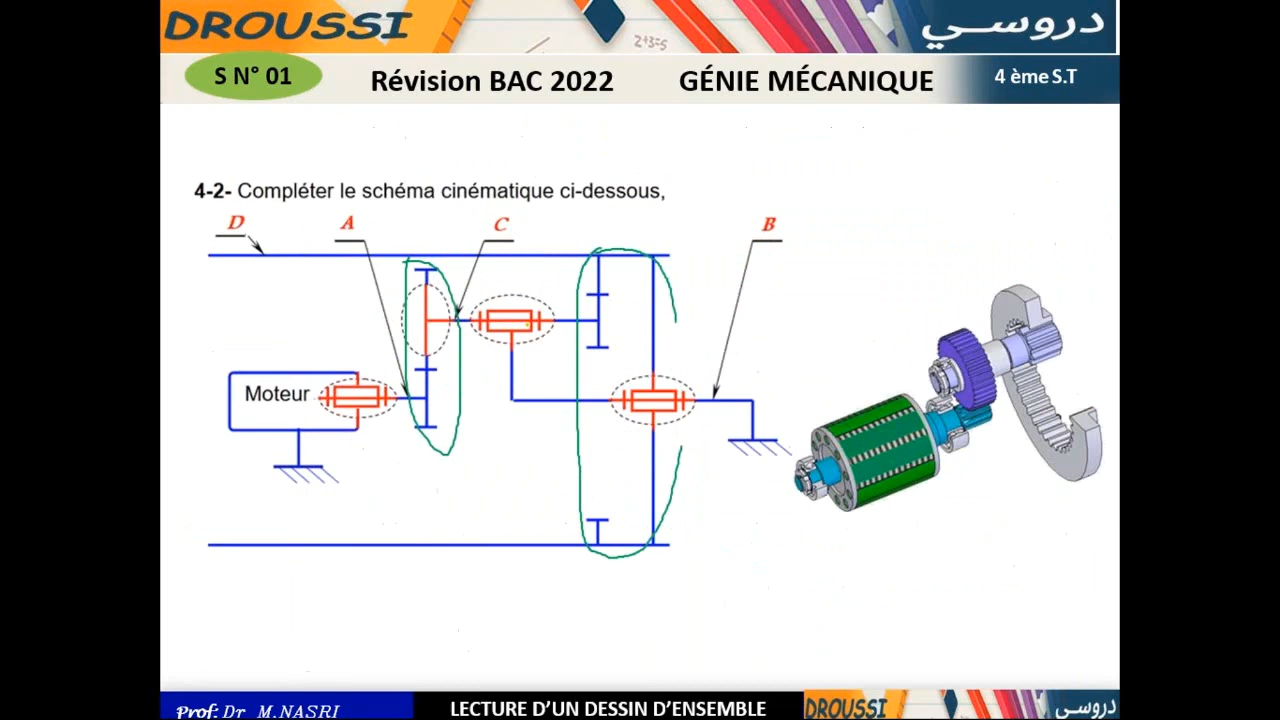 DROUSSI
2+3=5
دروسي
S N° 01
Révision BAC 2022
GÉNIE MÉCANIQUE
4 ème S.T
4-2- Compléter le schéma cinématique ci-dessous,
D
A
C
B
Moteur
Prof: Dr M.NASRI
LECTURE D’UN DESSIN D’ENSEMBLE
DROUSSI
دروسي